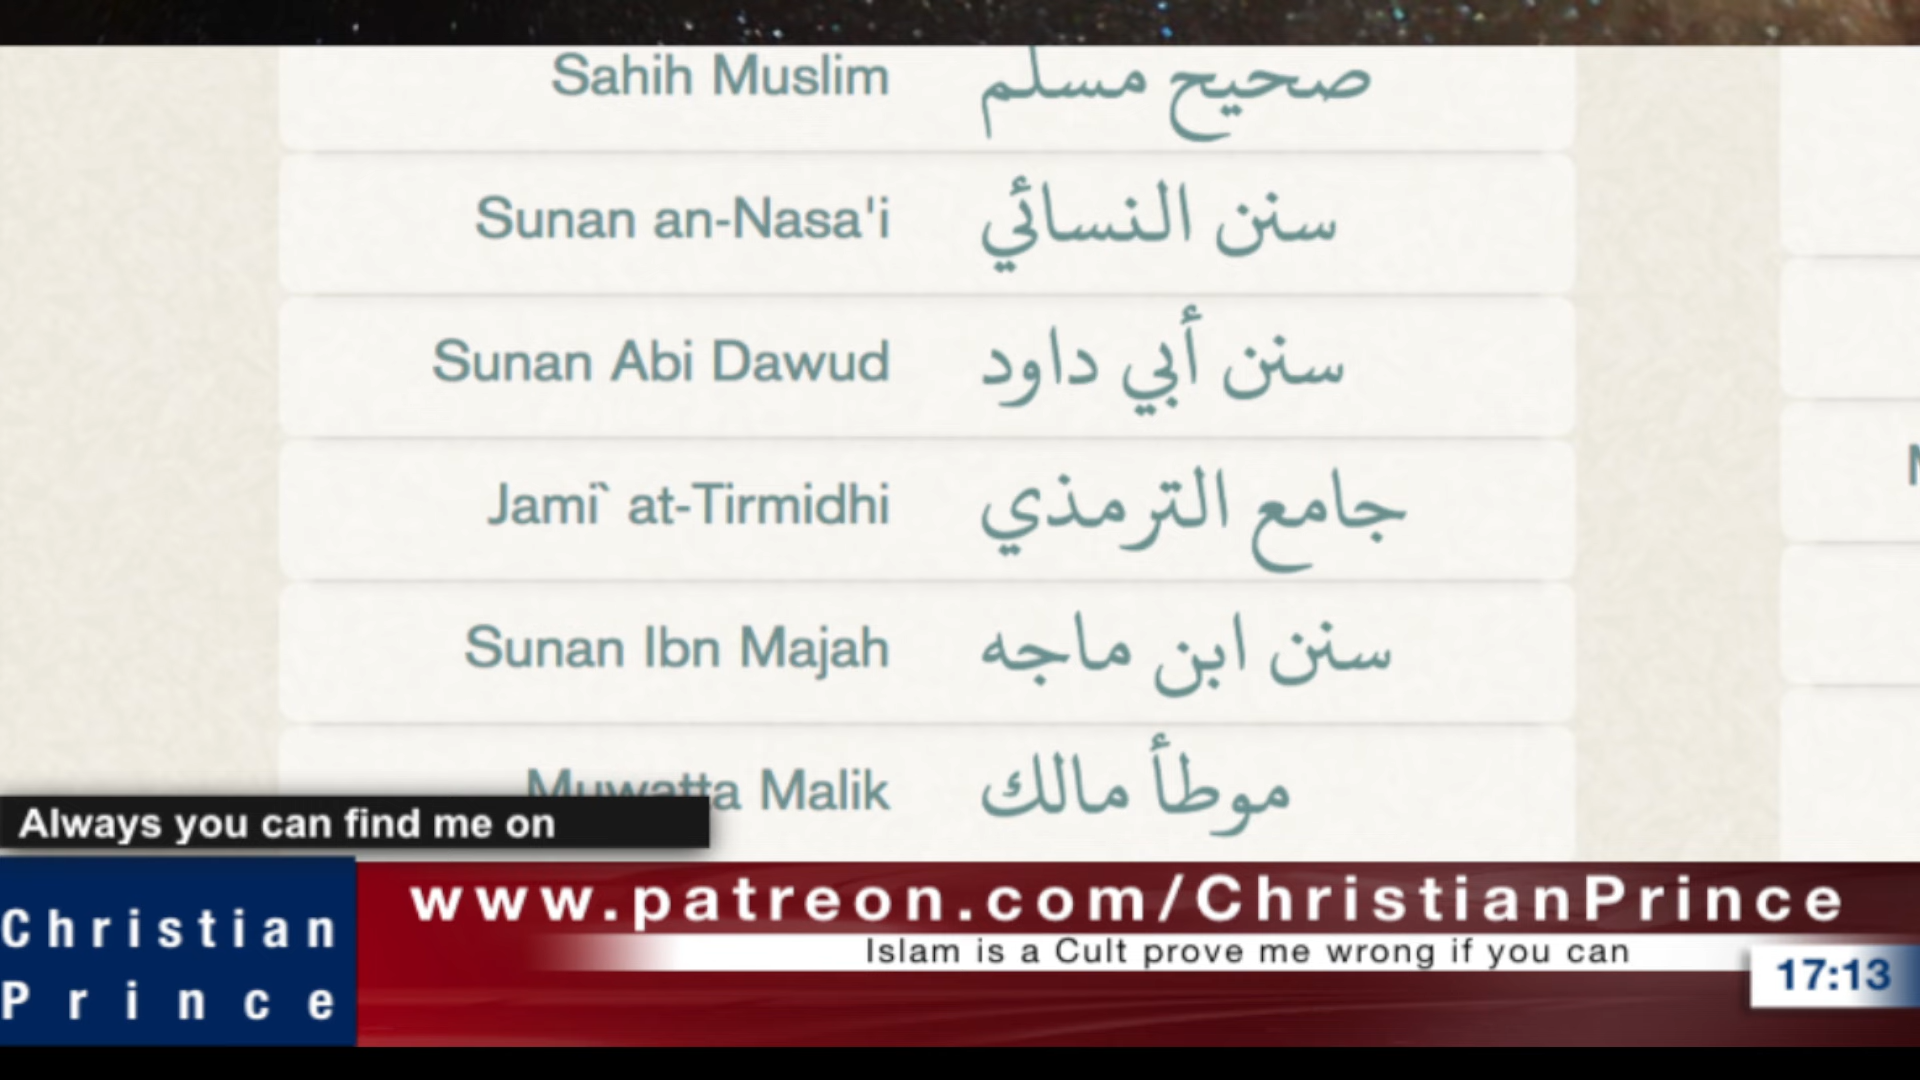 Sahih Muslim صحيح مسلم
Sunan an-Nasa'i سنن النسائي
Sunan Abi Dawud سنن أبي داود
Jami` at-Tirmidhi جامع الترمذي
Sunan Ibn Majah سنن ابن ماجه
Muwatta Malik موطأ مالك
Always you can find me on
Christian
Prince
www.patreon.com/ChristianPrince
Islam is a Cult prove me wrong if you can
17:13